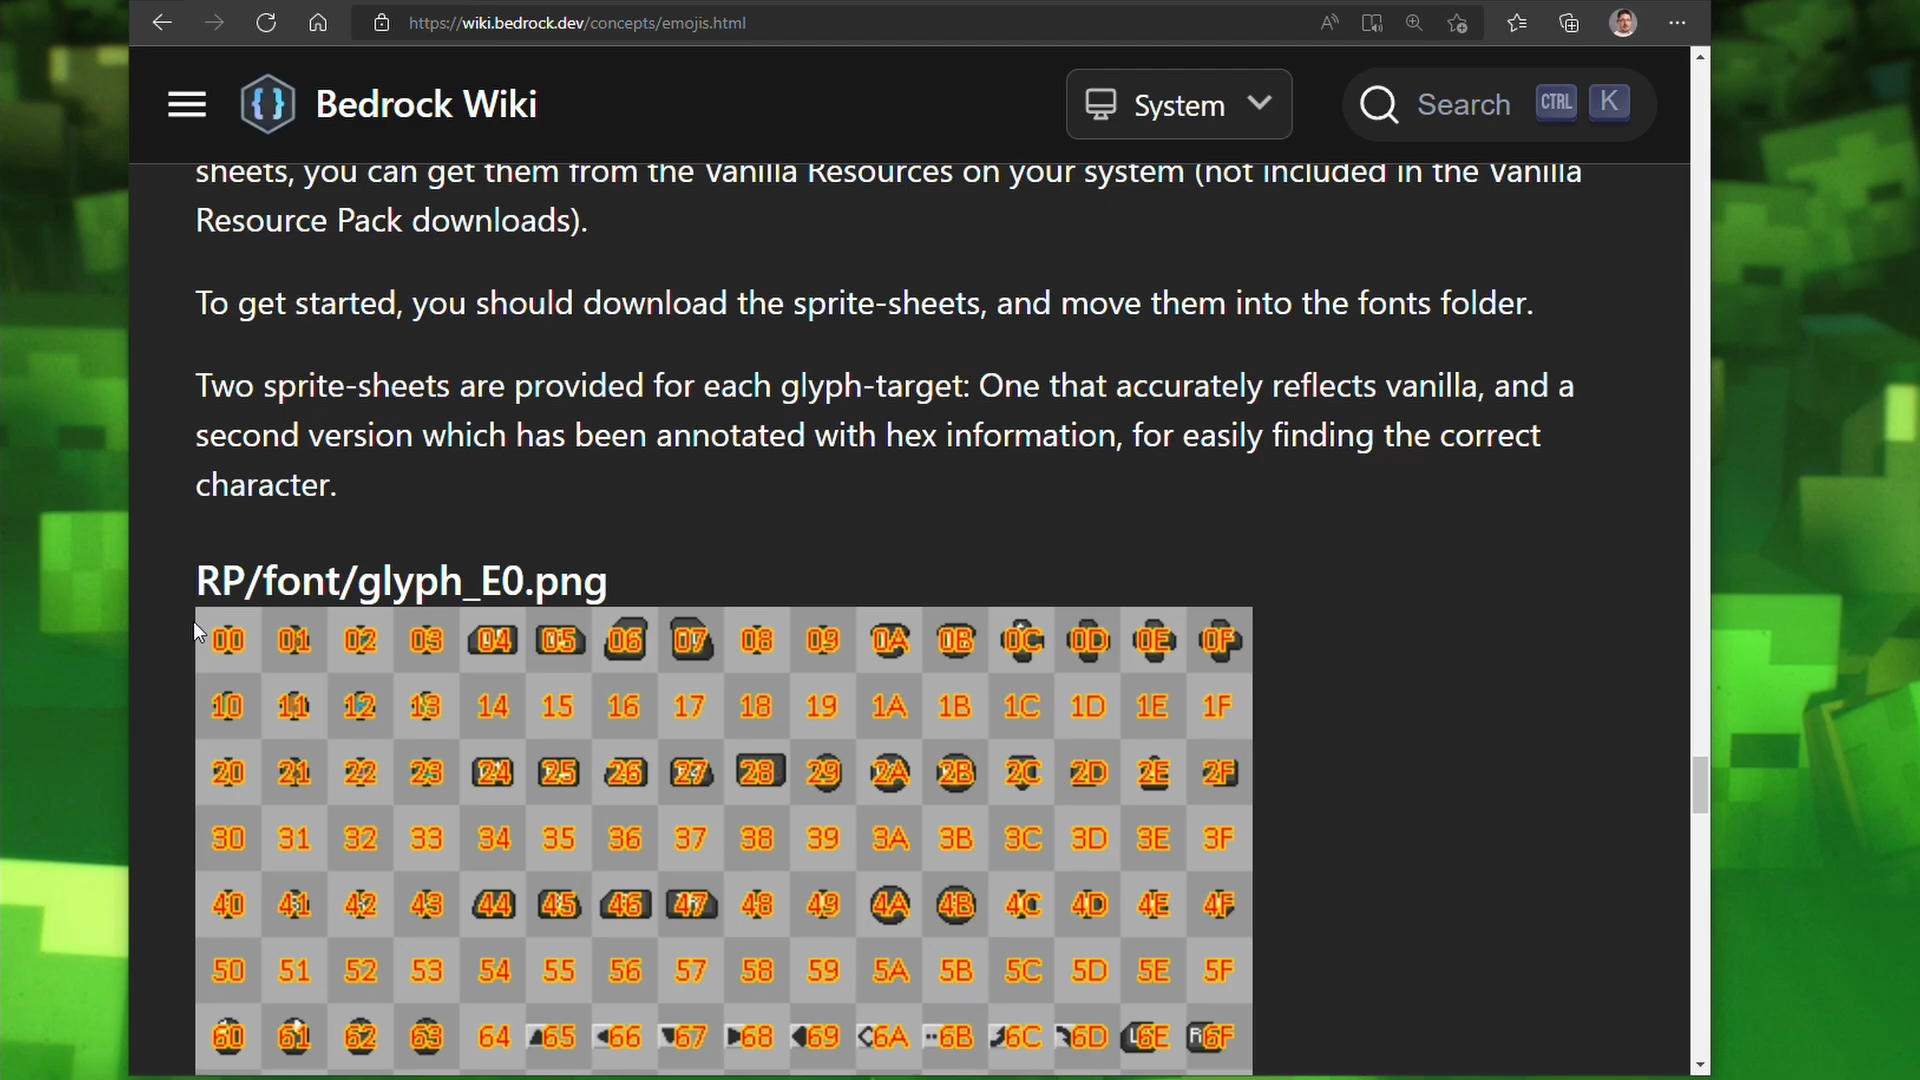 https://wiki.bedrock.dev/concepts/emojis.html
Bedrock Wiki
System
Search CTRL K
sheets, you can get them from the Vanilla Resources on your system (not included in the Vanilla
Resource Pack downloads).
To get started, you should download the sprite-sheets, and move them into the fonts folder.
Two sprite-sheets are provided for each glyph-target: One that accurately reflects vanilla, and a
second version which has been annotated with hex information, for easily finding the correct
character.
RP/font/glyph_E0.png
00 01 02 03 04 05 06 07 08 09 0A 0B 0C 0D 0E 0F
10 11 12 13 14 15 16 17 18 19 1A 1B 1C 1D 1E 1F
20 21 22 23 24 25 26 27 28 29 2A 2B 2C 2D 2E 2F
30 31 32 33 34 35 36 37 38 39 3A 3B 3C 3D 3E 3F
40 41 42 43 44 45 46 47 48 49 4A 4B 4C 4D 4E 4F
50 51 52 53 54 55 56 57 58 59 5A 5B 5C 5D 5E 5F
60 61 62 63 64 65 66 67 68 69 6A 6B 6C 6D 6E 6F